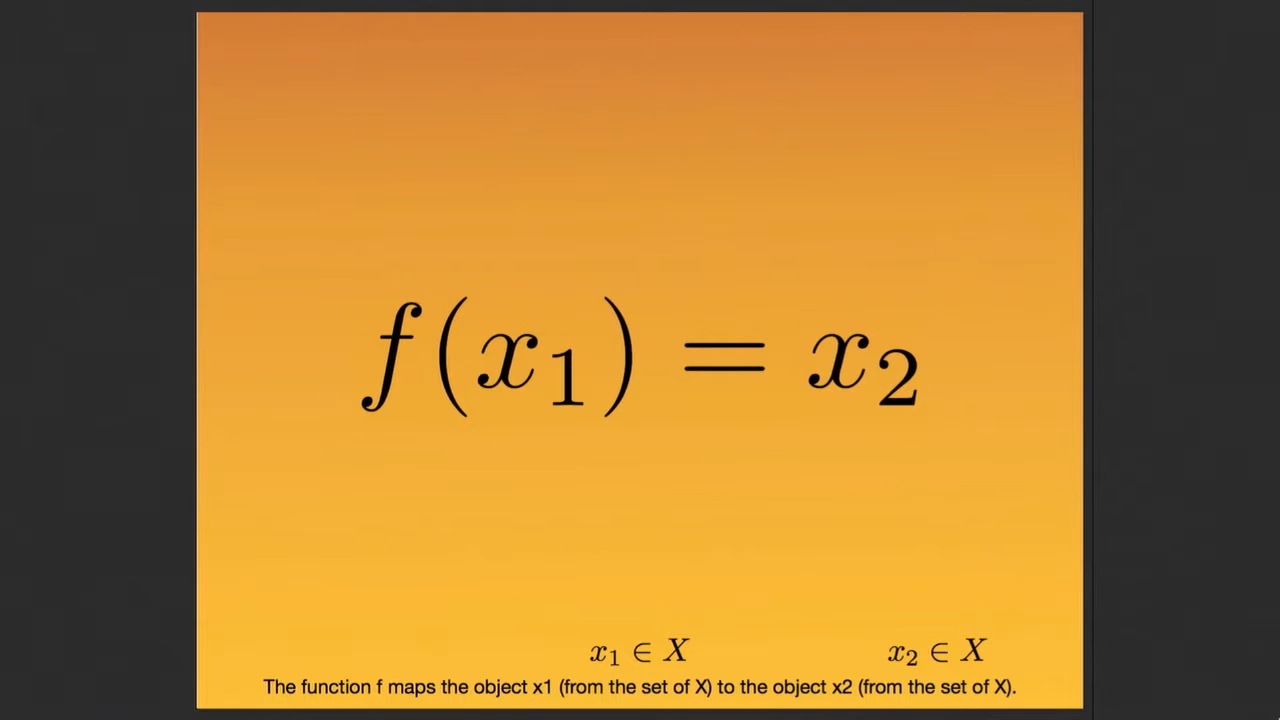 f(x₁) = x₂
x₁ ∈ X x₂ ∈ X
The function f maps the object x1 (from the set of X) to the object x2 (from the set of X).